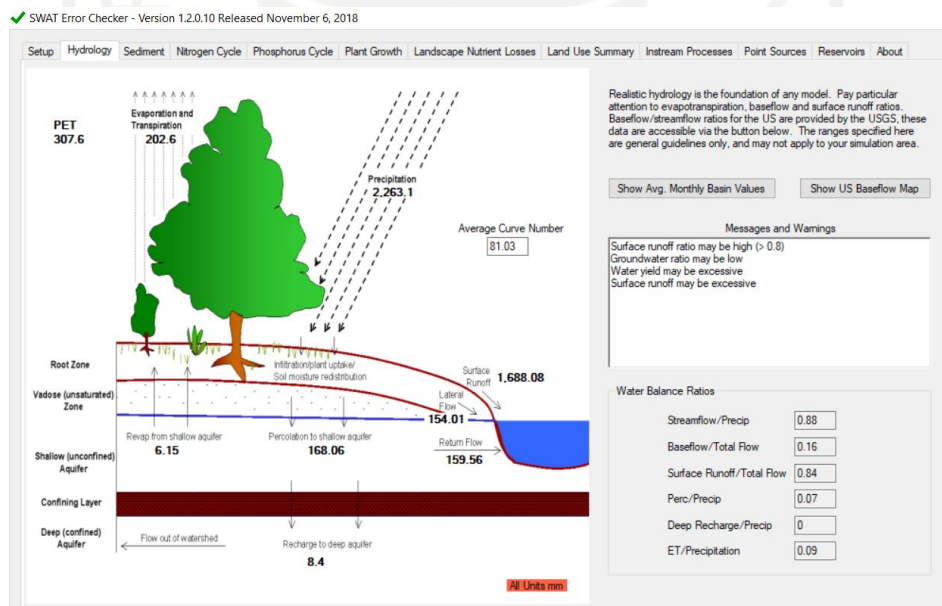 SWAT Error Checker - Version 1.2.0.10 Released November 6, 2018
Setup Hydrology Sediment Nitrogen Cycle Phosphorus Cycle Plant Growth Landscape Nutrient Losses Land Use Summary Instream Processes Point Sources Reservoirs About
PET
307.6
Evaporation and
Transpiration
202.6
Precipitation
2,263.1
Average Curve Number
81.03
Root Zone
Infiltration/plant uptake/
Soil moisture redistribution
Surface
Runoff 1,688.08
Vadose (unsaturated)
Zone
Lateral
Flow
154.01
Revap from shallow aquifer
6.15
Percolation to shallow aquifer
168.06
Return Flow
159.56
Shallow (unconfined)
Aquifer
Confining Layer
Deep (confined)
Aquifer
Flow out of watershed
Recharge to deep aquifer
8.4
All Units mm
Realistic hydrology is the foundation of any model. Pay particular
attention to evapotranspiration, baseflow and surface runoff ratios.
Baseflow/streamflow ratios for the US are provided by the USGS, these
data are accessible via the button below. The ranges specified here
are general guidelines only, and may not apply to your simulation area.
Show Avg. Monthly Basin Values Show US Baseflow Map
Messages and Warnings
Surface runoff ratio may be high (> 0.8)
Groundwater ratio may be low
Water yield may be excessive
Surface runoff may be excessive
Water Balance Ratios
Streamflow/Precip 0.88
Baseflow/Total Flow 0.16
Surface Runoff/Total Flow 0.84
Perc/Precip 0.07
Deep Recharge/Precip 0
ET/Precipitation 0.09